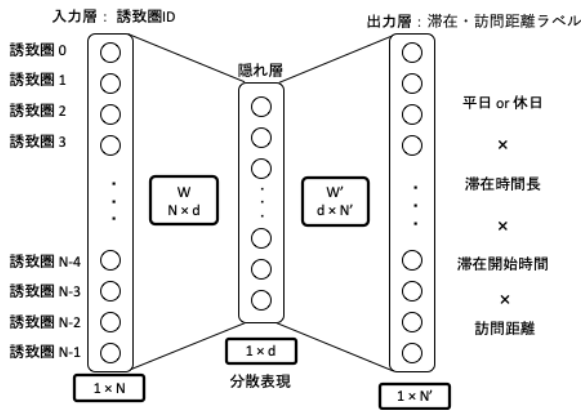 入力層： 誘致圏ID
誘致圏 0
誘致圏 1
誘致圏 2
誘致圏 3
誘致圏 N-4
誘致圏 N-3
誘致圏 N-2
誘致圏 N-1
1 × N
W
N × d
隠れ層
1 × d
分散表現
W’
d × N’
出力層：滞在・訪問距離ラベル
平日 or 休日
×
滞在時間長
×
滞在開始時間
×
訪問距離
1 × N’